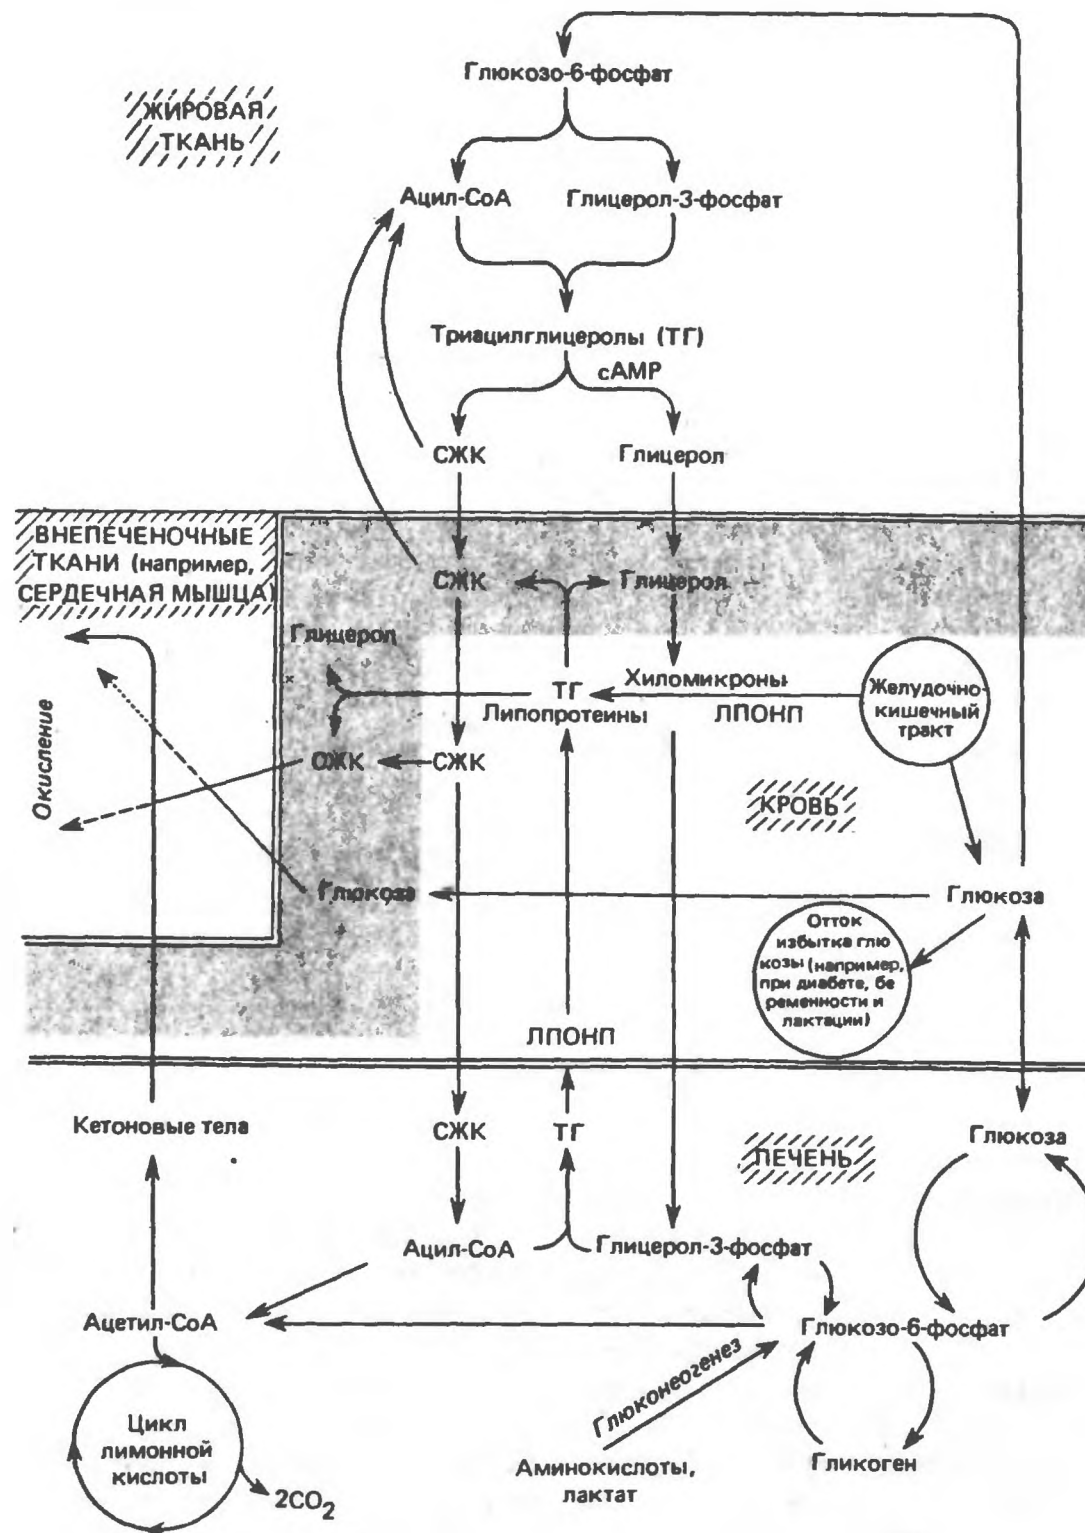 Глюкозо-6-фосфат
ЖИРОВАЯ
ТКАНЬ
Ацил-СоА
Глицерол-3-фосфат
Триацилглицеролы (ТГ)
сАМР
СЖК
Глицерол
ВНЕПЕЧЕНОЧНЫЕ
ТКАНИ (например,
СЕРДЕЧНАЯ МЫШЦА)
СЖК
Глицерол
Глицерол
Хиломикроны
ТГ
Липопротеины
ЛПОНП
Желудочно-
кишечный
тракт
Окисление
СЖК
СЖК
КРОВЬ
Глюкоза
Глюкоза
Отток
избытка глю
козы (например,
при диабете, бе
ременности и
лактации)
ЛПОНП
Кетоновые тела
СЖК
ТГ
ПЕЧЕНЬ
Глюкоза
Ацил-СоА
Глицерол-3-фосфат
Ацетил-СоА
Глюкозо-6-фосфат
Глюконеогенез
Цикл
лимонной
кислоты
Аминокислоты,
лактат
Гликоген
2CO2